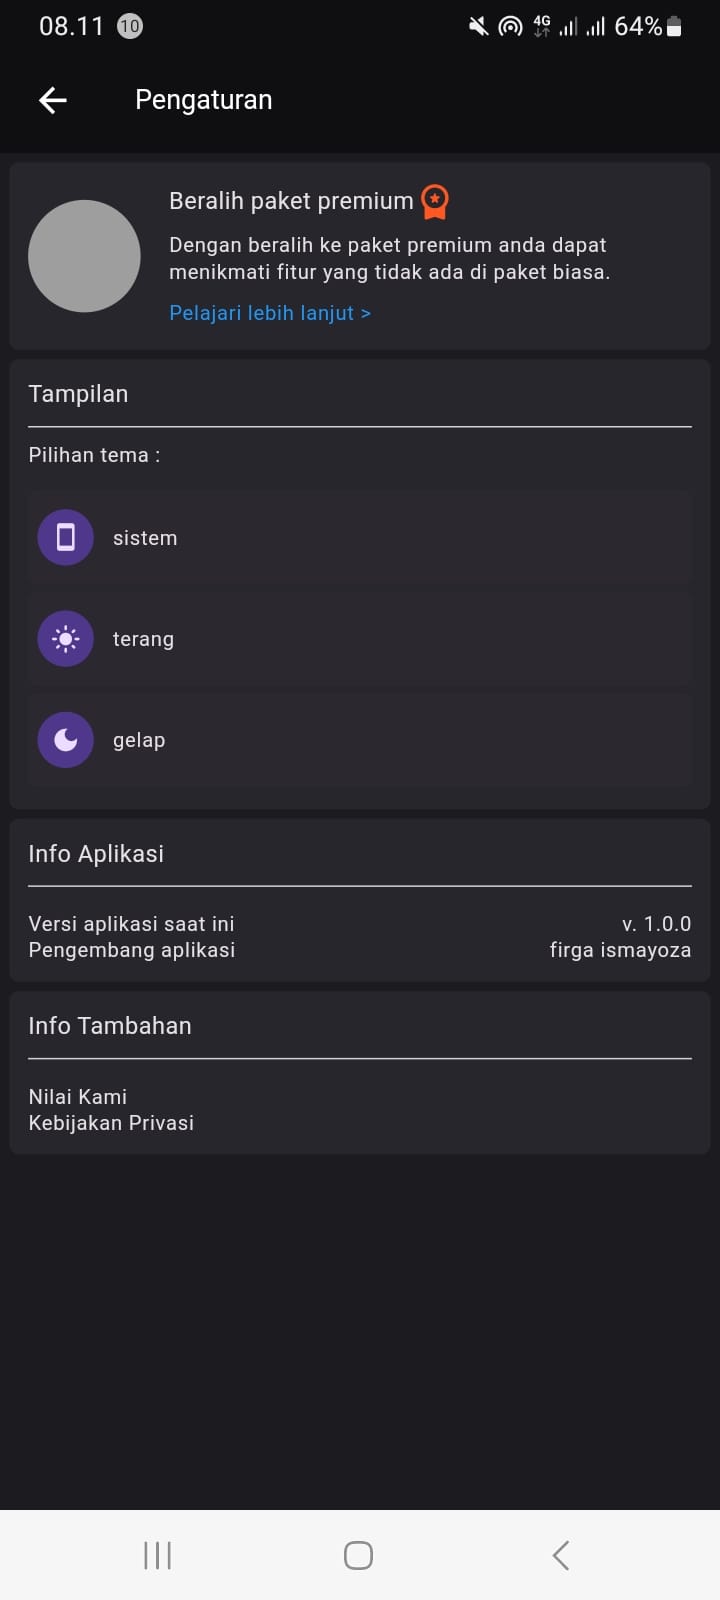 08.11 10 4G 64%
Pengaturan
Beralih paket premium
Dengan beralih ke paket premium anda dapat
menikmati fitur yang tidak ada di paket biasa.
Pelajari lebih lanjut >
Tampilan
Pilihan tema :
sistem
terang
gelap
Info Aplikasi
Versi aplikasi saat ini v. 1.0.0
Pengembang aplikasi firga ismayoza
Info Tambahan
Nilai Kami
Kebijakan Privasi